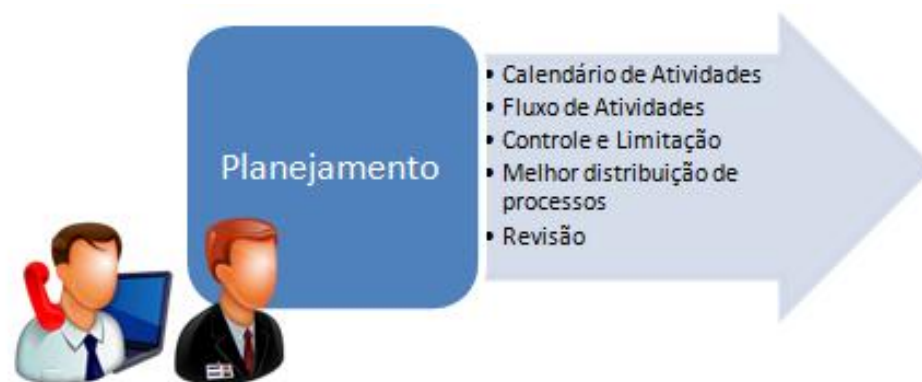 Planejamento
• Calendário de Atividades
• Fluxo de Atividades
• Controle e Limitação
• Melhor distribuição de
processos
• Revisão